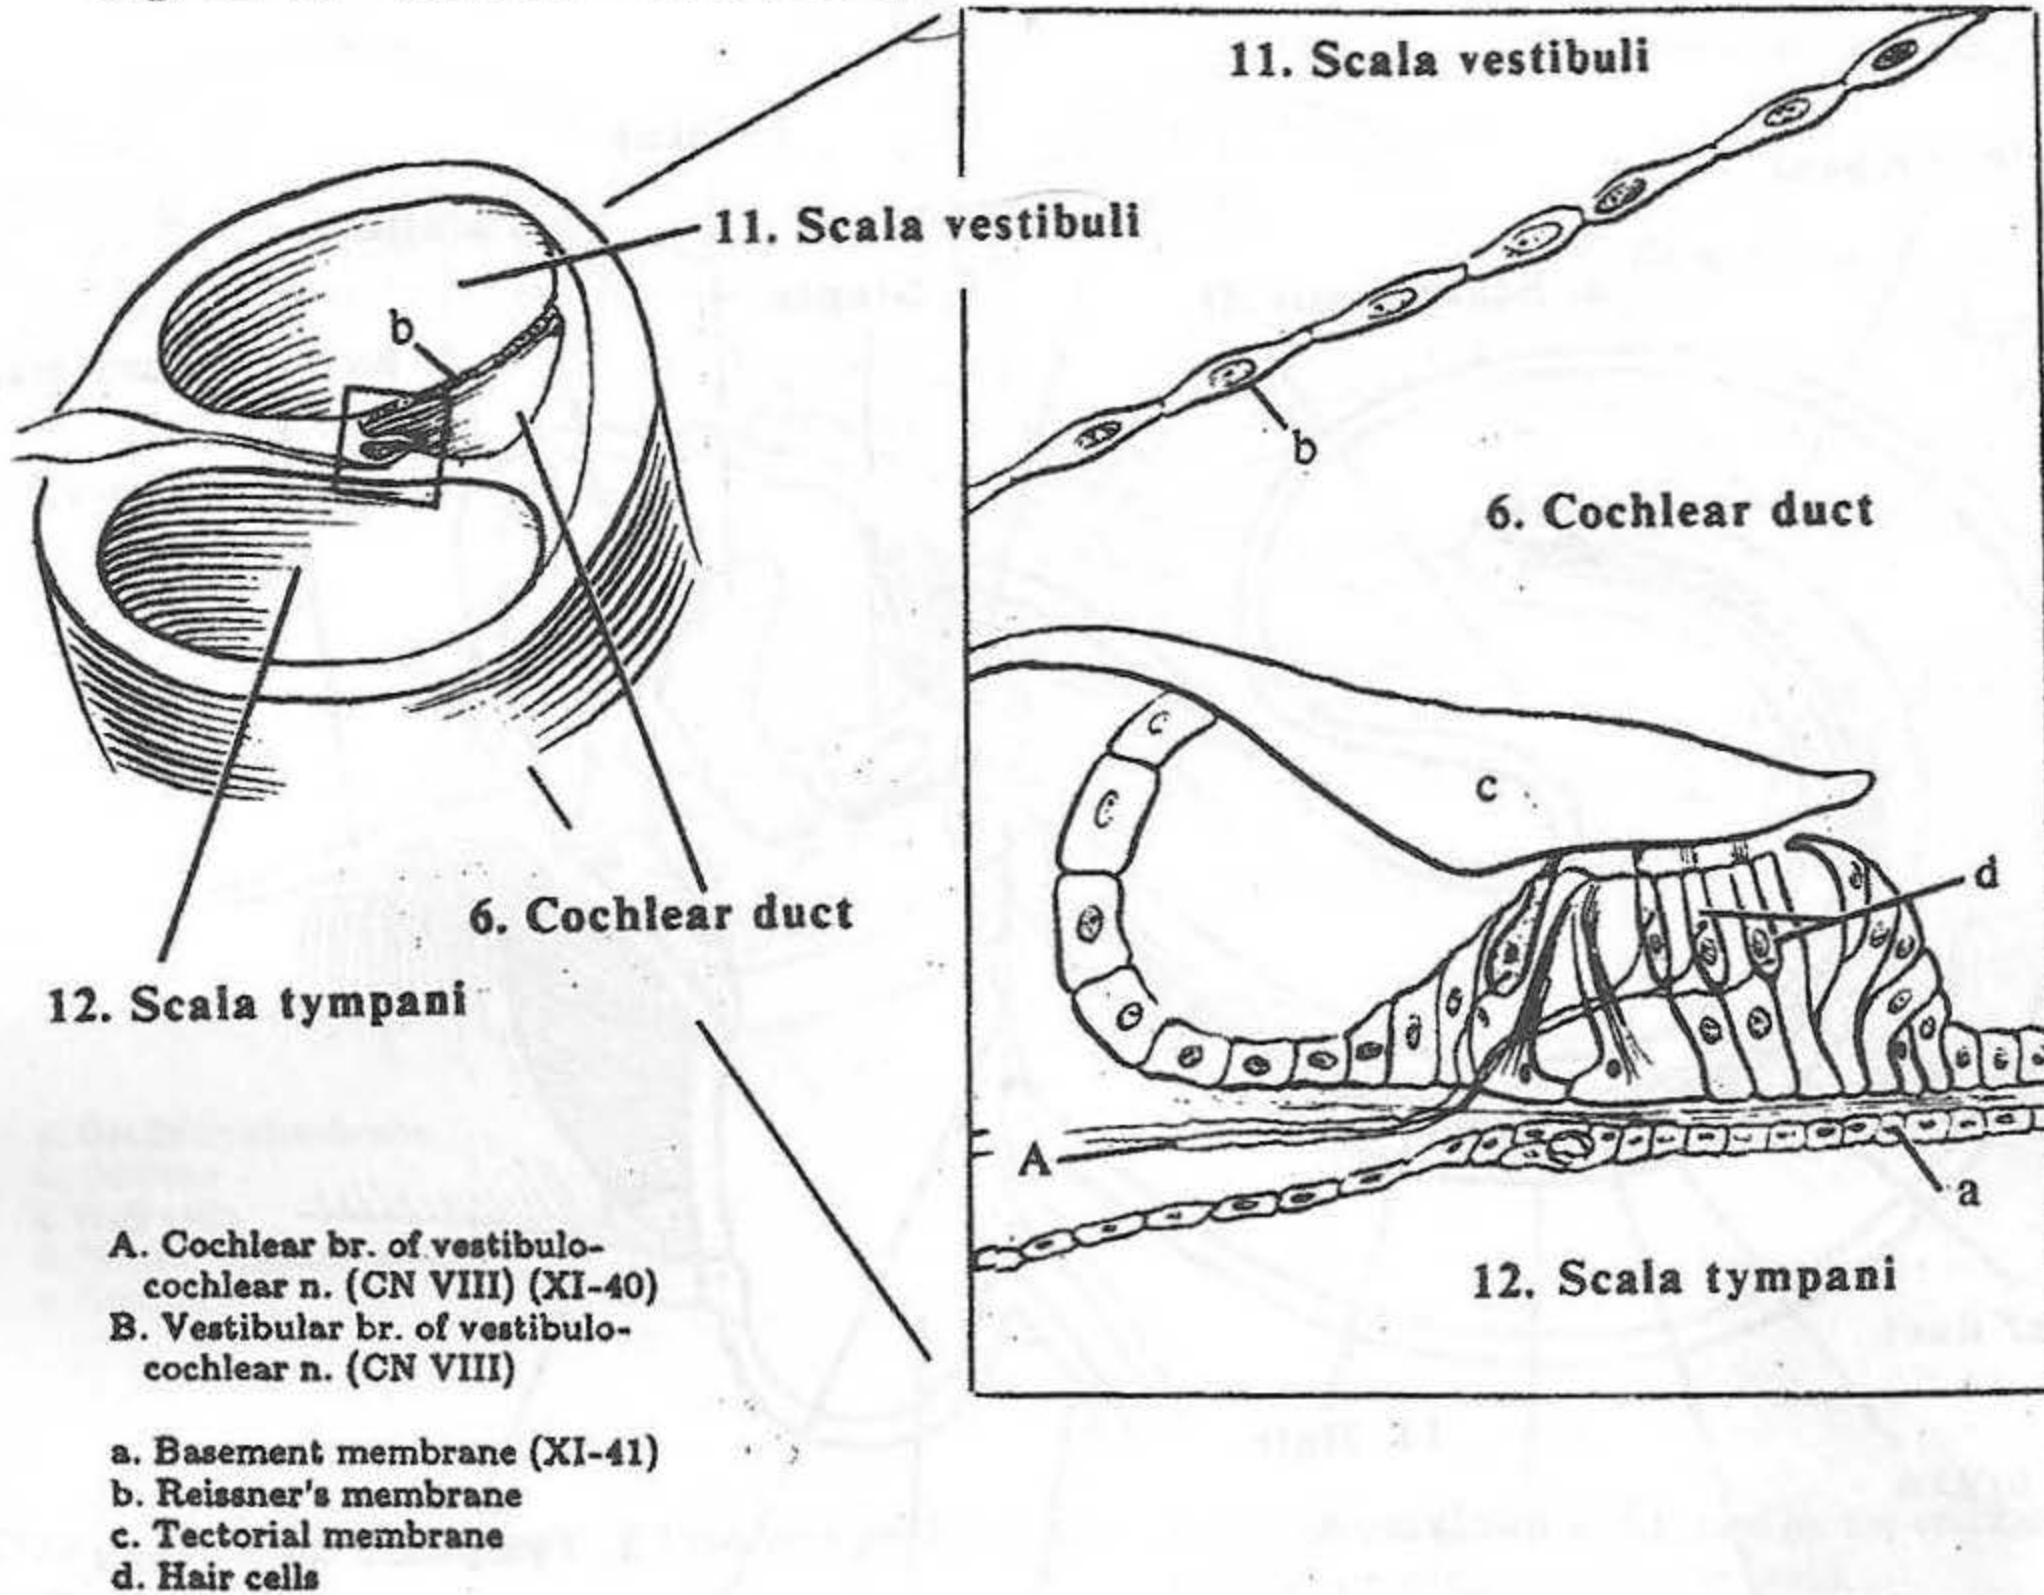 11. Scala vestibuli
11. Scala vestibuli
b
b
6. Cochlear duct
c
d
6. Cochlear duct
12. Scala tympani
A
a
12. Scala tympani
A. Cochlear br. of vestibulo-
cochlear n. (CN VIII) (XI-40)
B. Vestibular br. of vestibulo-
cochlear n. (CN VIII)
a. Basement membrane (XI-41)
b. Reissner's membrane
c. Tectorial membrane
d. Hair cells